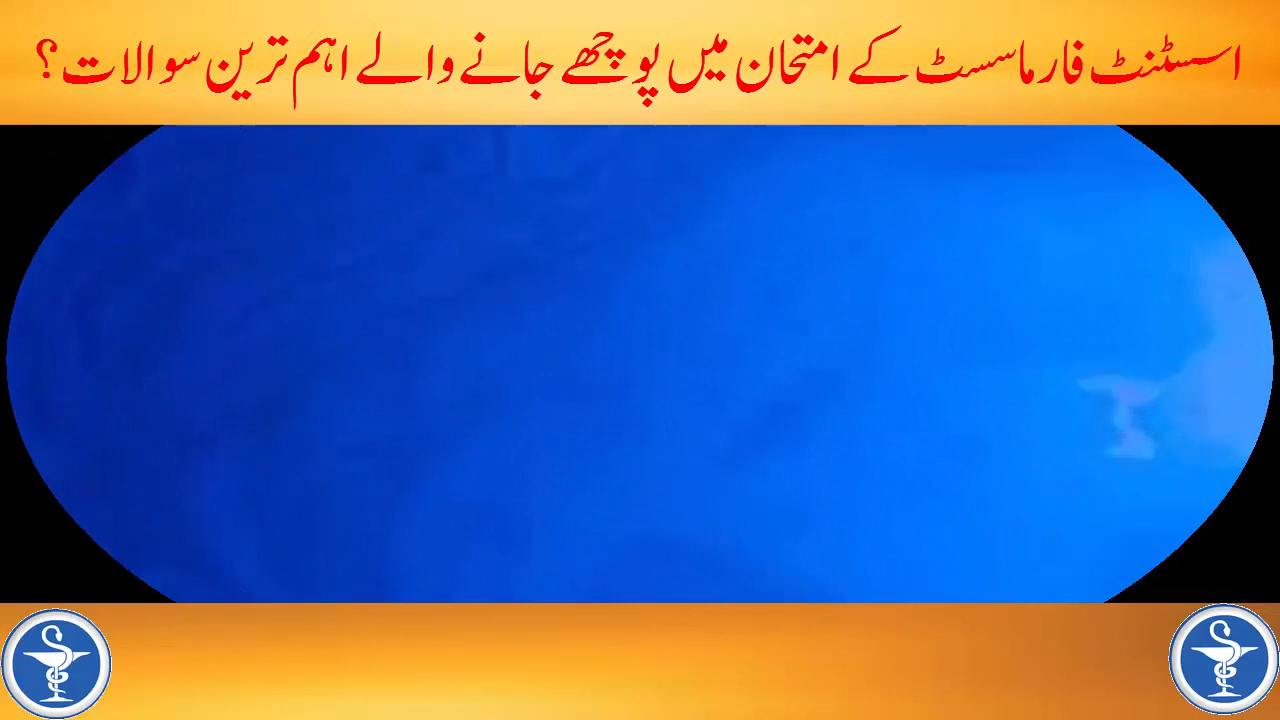 اسسٹنٹ فارماسسٹ کے امتحان میں پوچھے جانے والے اہم ترین سوالات؟